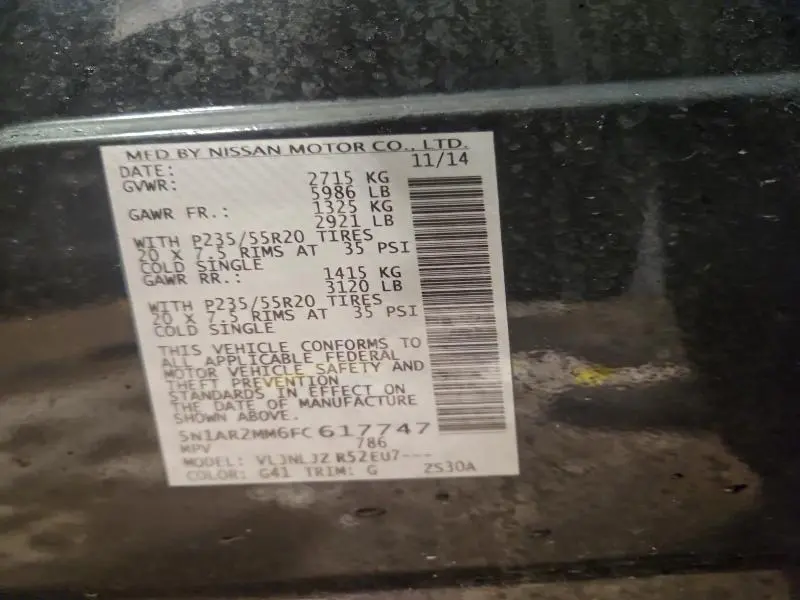 MFD BY NISSAN MOTOR CO., LTD.
DATE: 11/14
GVWR: 2715 KG
5986 LB
GAWR FR.: 1325 KG
2921 LB
WITH P235/55R20 TIRES
20 X 7.5 RIMS AT 35 PSI
COLD SINGLE
GAWR RR.: 1415 KG
3120 LB
WITH P235/55R20 TIRES
20 X 7.5 RIMS AT 35 PSI
COLD SINGLE
THIS VEHICLE CONFORMS TO
ALL APPLICABLE FEDERAL
MOTOR VEHICLE SAFETY AND
THEFT PREVENTION
STANDARDS IN EFFECT ON
THE DATE OF MANUFACTURE
SHOWN ABOVE.
5N1AR2MM6FC617747
MPV 786
MODEL: VLJNLJZ R52EU7---
COLOR: G41 TRIM: G ZS30A